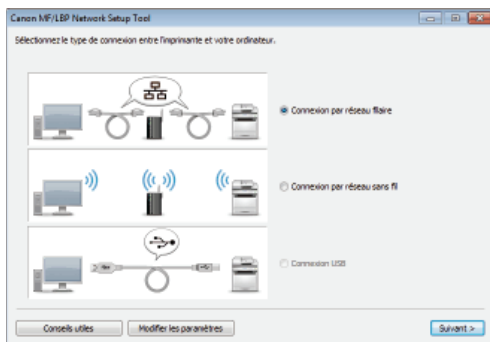 Canon MF/LBP Network Setup Tool
Sélectionnez le type de connexion entre l'imprimante et votre ordinateur.
Connexion par réseau filaire
Connexion par réseau sans fil
Connexion USB
Conseils utiles
Modifier les paramètres
Suivant >